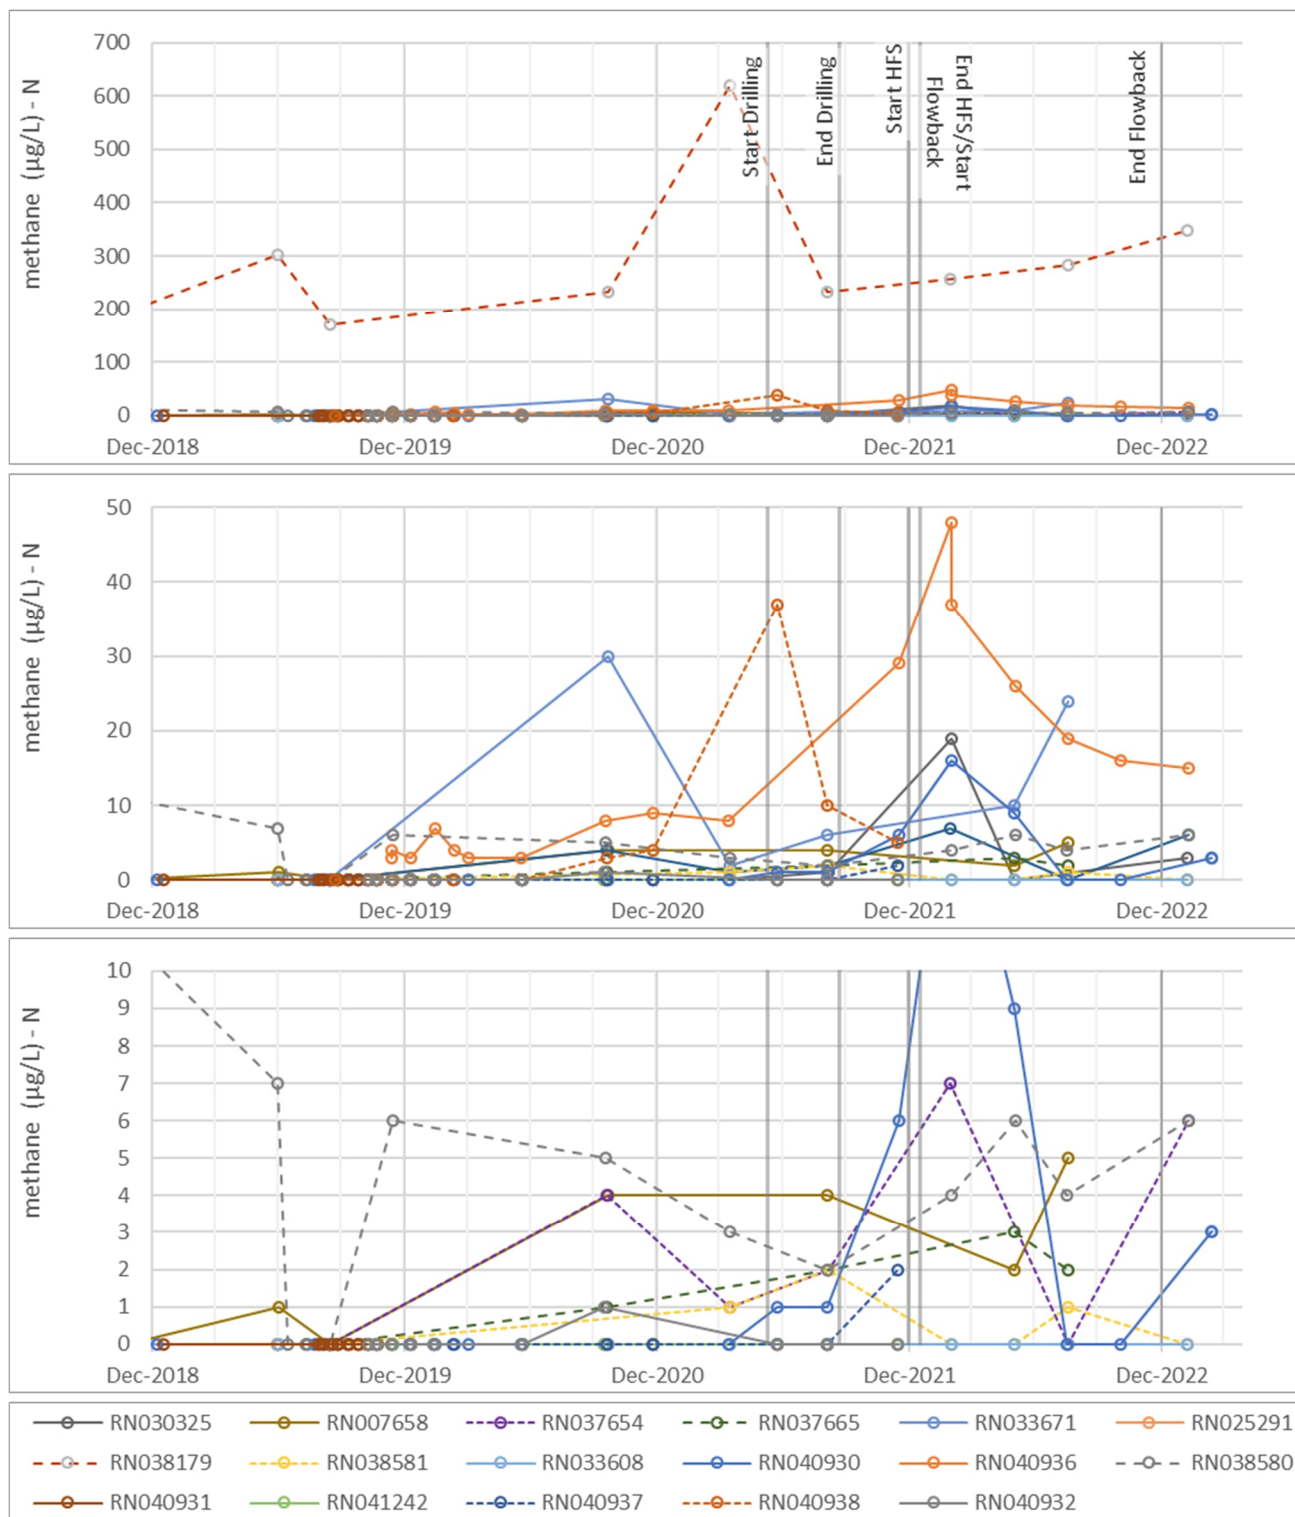 700
600
500
400
300
200
100
0
methane (µg/L) - N
Start Drilling
End Drilling
Start HFS
End HFS/Start
Flowback
End Flowback
Dec-2018 Dec-2019 Dec-2020 Dec-2021 Dec-2022
50
40
30
20
10
0
methane (µg/L) - N
Dec-2018 Dec-2019 Dec-2020 Dec-2021 Dec-2022
10
9
8
7
6
5
4
3
2
1
0
methane (µg/L) - N
Dec-2018 Dec-2019 Dec-2020 Dec-2021 Dec-2022
RN030325 RN007658 RN037654 RN037665 RN033671 RN025291
RN038179 RN038581 RN033608 RN040930 RN040936 RN038580
RN040931 RN041242 RN040937 RN040938 RN040932